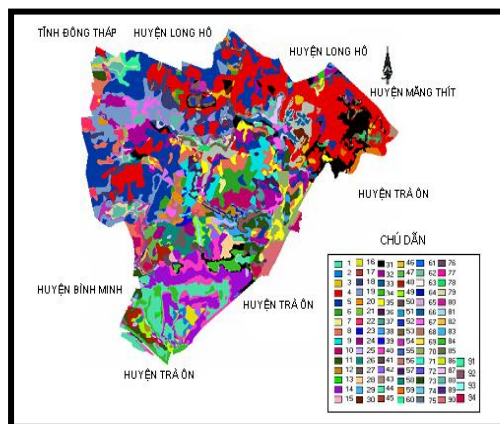 TỈNH ĐỒNG THÁP
HUYỆN LONG HỒ
HUYỆN LONG HỒ
HUYỆN MĂNG THÍT
HUYỆN TRÀ ÔN
CHÚ DẪN
HUYỆN BÌNH MINH
HUYỆN TRÀ ÔN
HUYỆN TRÀ ÔN
1 16 31 46 61 76
2 17 32 47 62 77
3 18 33 48 63 78
4 19 34 49 64 79
5 20 35 50 65 80
6 21 36 51 66 81
7 22 37 52 67 82
8 23 38 53 68 83
9 24 39 54 69 84
10 25 40 55 70 85
11 26 41 56 71 86 91
12 27 42 57 72 87 92
13 28 43 58 73 88 93
14 29 44 59 74 89 94
15 30 45 60 75 90